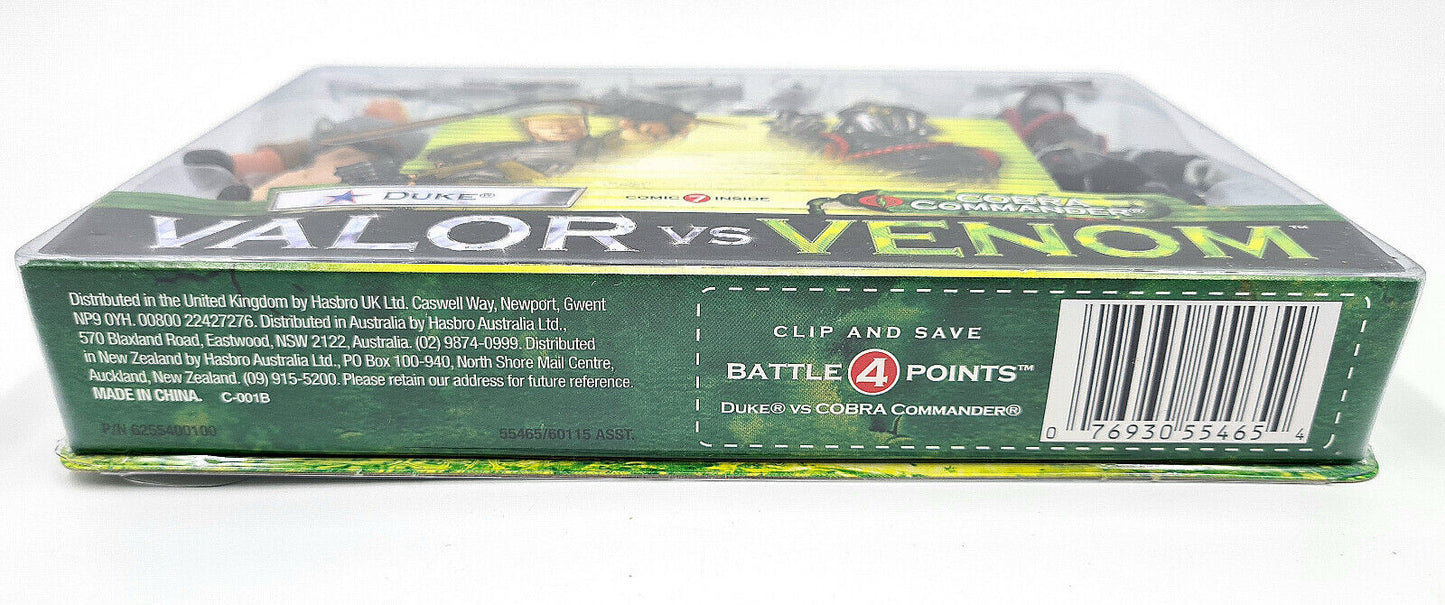 DUKE®
COMIC 7 INSIDE
COBRA
COMMANDER®
VALOR VS VENOM™
Distributed in the United Kingdom by Hasbro UK Ltd. Caswell Way, Newport, Gwent
NP9 0YH. 00800 22427276. Distributed in Australia by Hasbro Australia Ltd.,
570 Blaxland Road, Eastwood, NSW 2122, Australia. (02) 9874-0999. Distributed
in New Zealand by Hasbro Australia Ltd., PO Box 100-940, North Shore Mail Centre,
Auckland, New Zealand. (09) 915-5200. Please retain our address for future reference.
MADE IN CHINA. C-001B
P/N 6255400100
55465/60115 ASST.
CLIP AND SAVE
BATTLE 4 POINTS™
DUKE® VS COBRA COMMANDER®
0 76930 55465 4